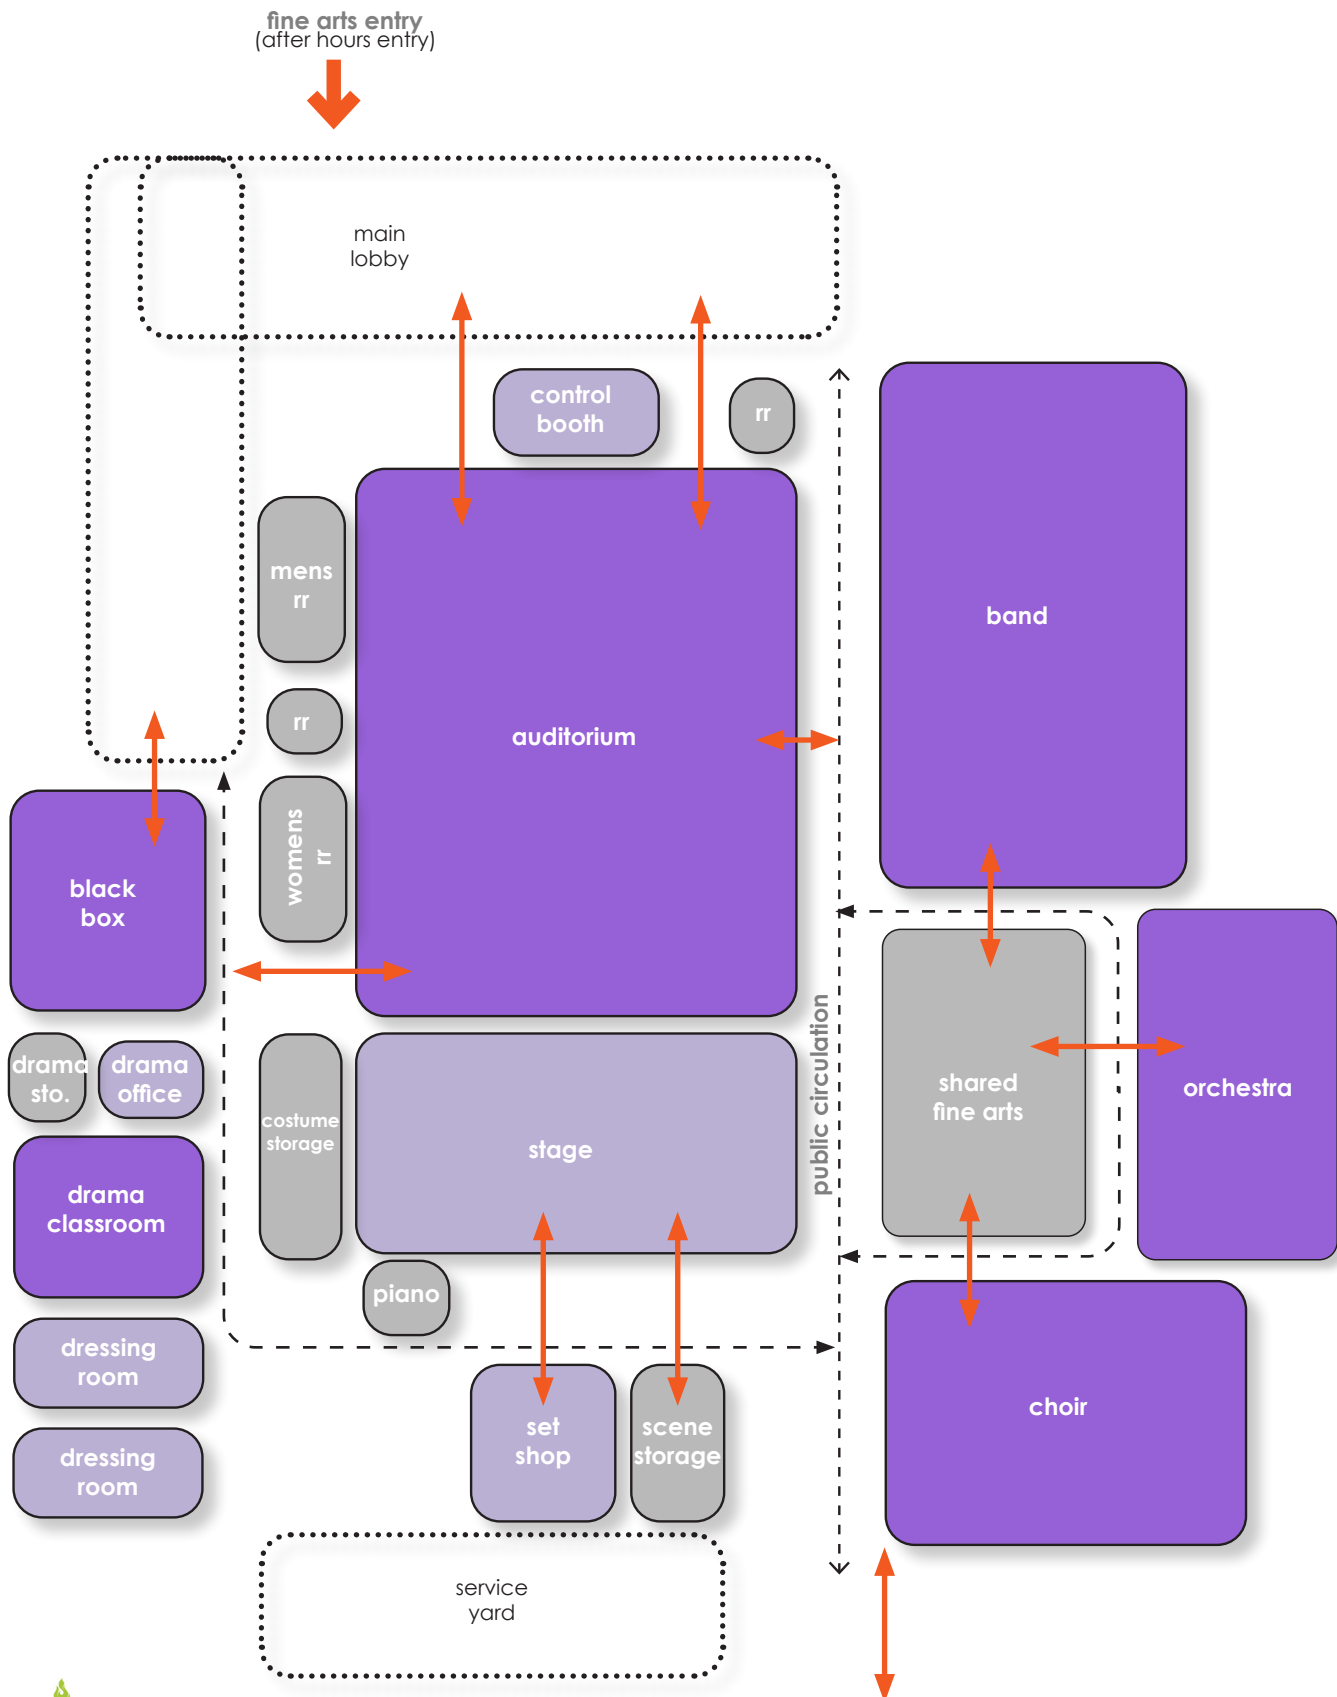 fine arts entry
(after hours entry)
main
lobby
control
booth
rr
mens
rr
band
rr
auditorium
womens
rr
black
box
drama
sto.
drama
office
public circulation
shared
fine arts
orchestra
costume
storage
stage
drama
classroom
piano
dressing
room
set
shop
scene
storage
choir
dressing
room
service
yard